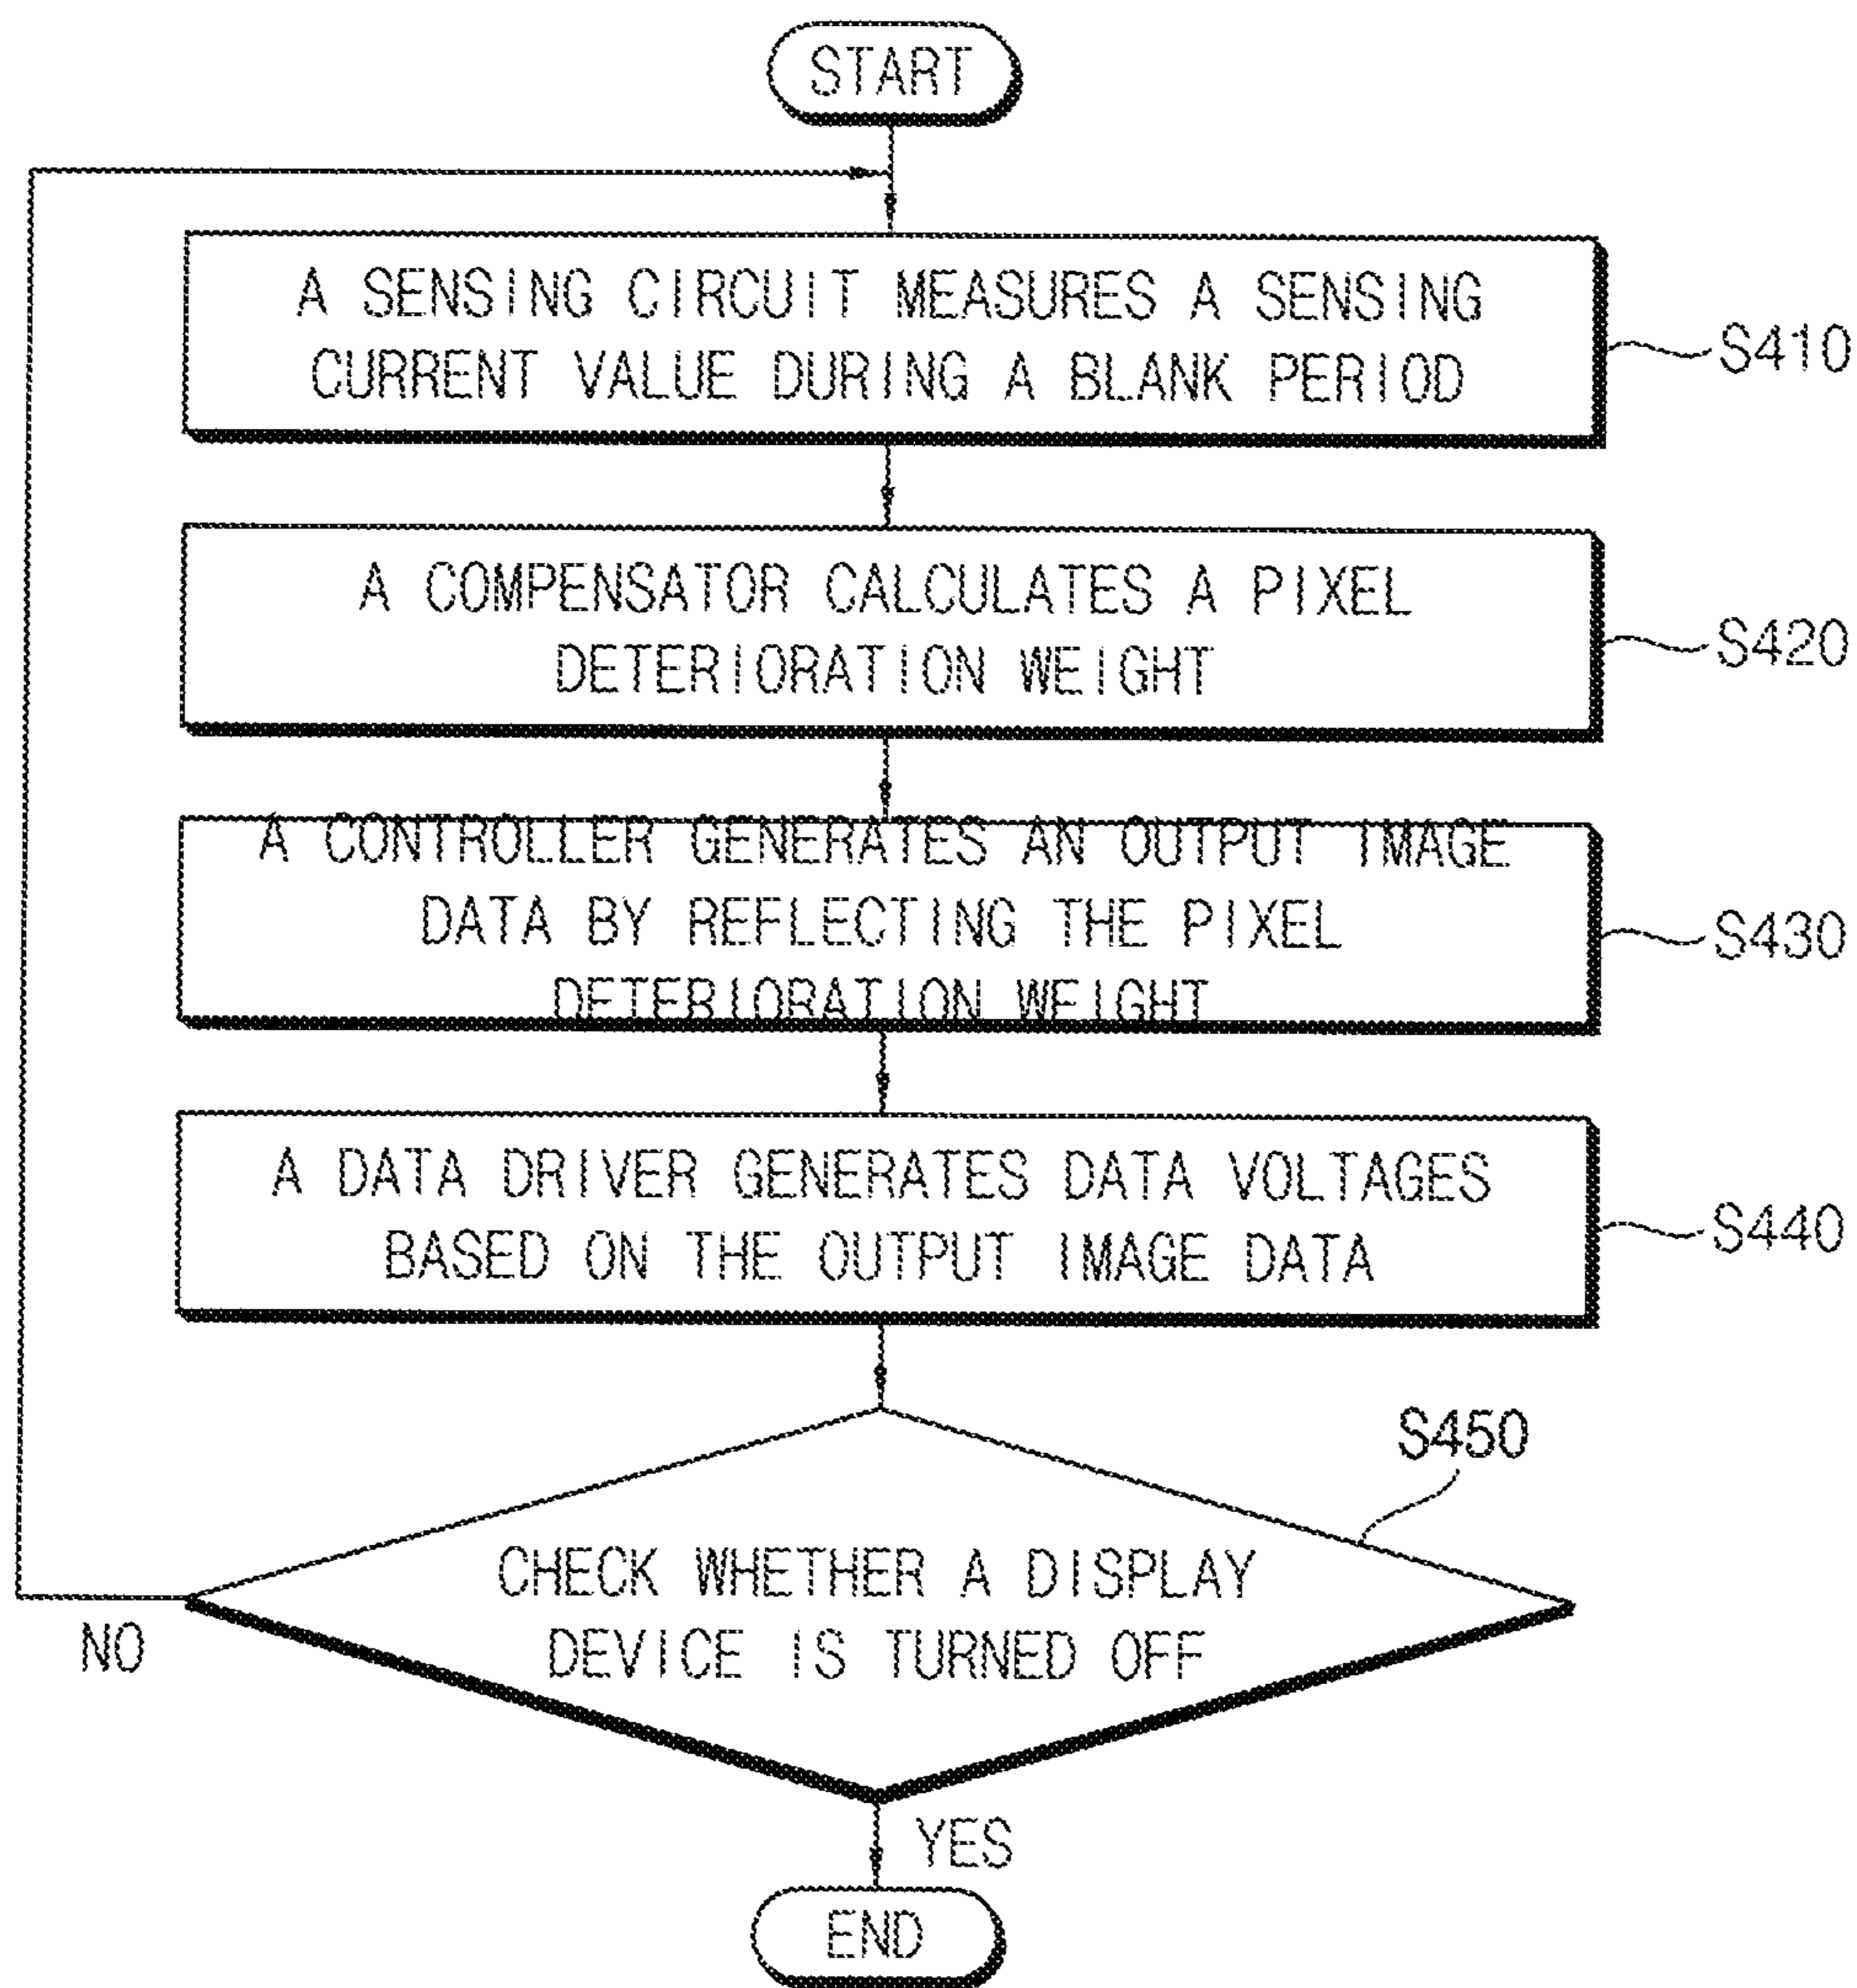 START
A SENSING CIRCUIT MEASURES A SENSING
CURRENT VALUE DURING A BLANK PERIOD
S410
A COMPENSATOR CALCULATES A PIXEL
DETERIORATION WEIGHT
S420
A CONTROLLER GENERATES AN OUTPUT IMAGE
DATA BY REFLECTING THE PIXEL
DETERIORATION WEIGHT
S430
A DATA DRIVER GENERATES DATA VOLTAGES
BASED ON THE OUTPUT IMAGE DATA
S440
S450
CHECK WHETHER A DISPLAY
DEVICE IS TURNED OFF
NO
YES
END